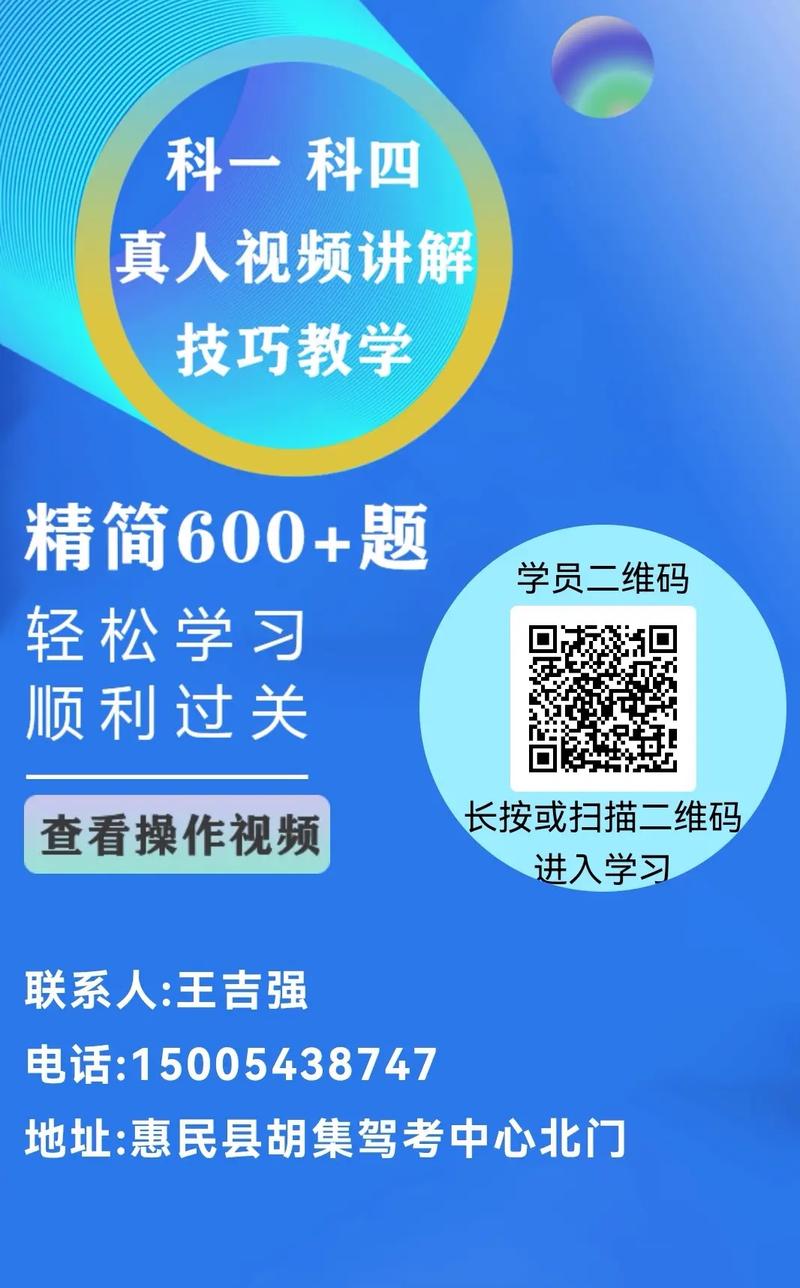 科一 科四
真人视频讲解
技巧教学
精简600+题
轻松学习
顺利过关
查看操作视频
学员二维码
长按或扫描二维码
进入学习
联系人:王吉强
电话:15005438747
地址:惠民县胡集驾考中心北门